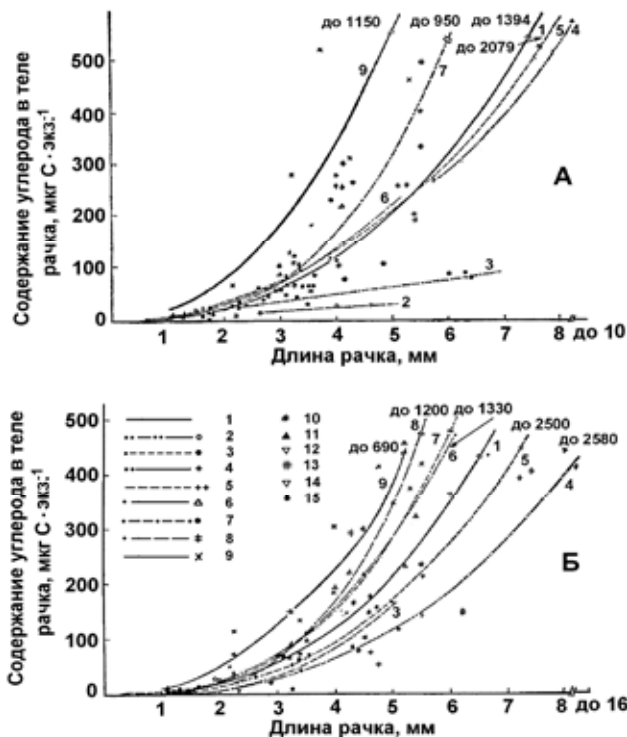 Содержание углерода в теле
рачка, мкг С · экз:¹
500
400
300
200
100
0
до 1150
до 950
до 1394
до 2079
9
7
1
5
4
6
3
2
А
1 2 3 4 5 6 7 8 до 10
Длина рачка, мм
Содержание углерода в теле
рачка, мкг С · экз:¹
500
400
300
200
100
0
1
2
3
4
5
6
7
8
9
10
11
12
13
14
15
до 690
до 1200
до 1330
до 2500
до 2580
9
8
7
6
1
5
4
3
Б
1 2 3 4 5 6 7 8 до 16
Длина рачка, мм